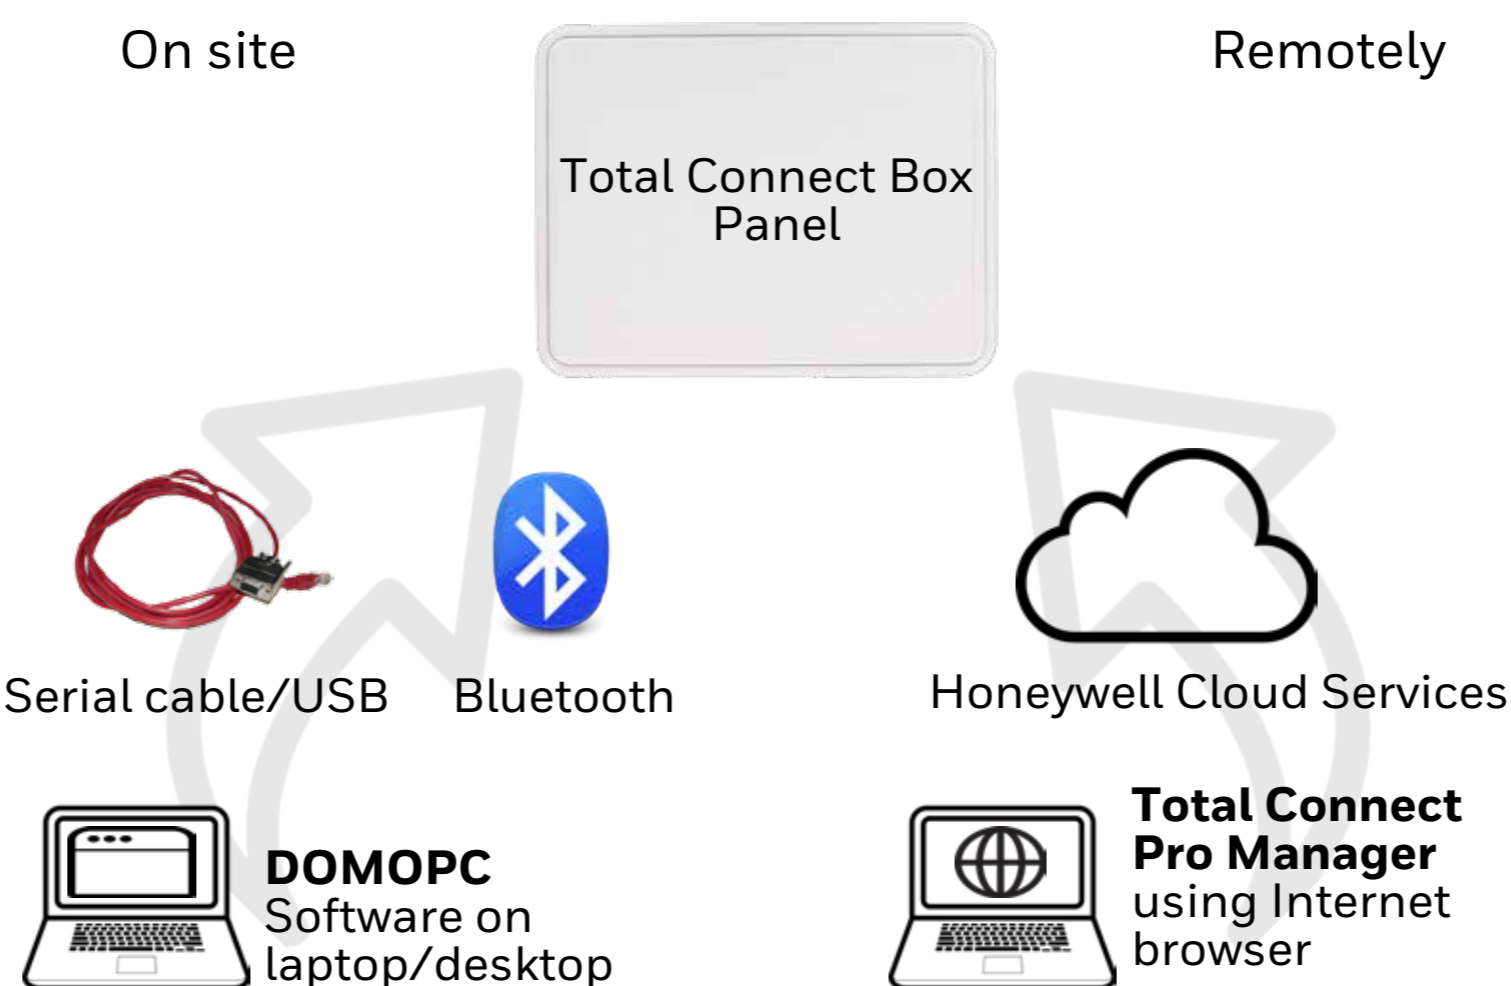 On site
Remotely
Total Connect Box
Panel
Serial cable/USB
Bluetooth
Honeywell Cloud Services
DOMOPC
Software on
laptop/desktop
Total Connect
Pro Manager
using Internet
browser